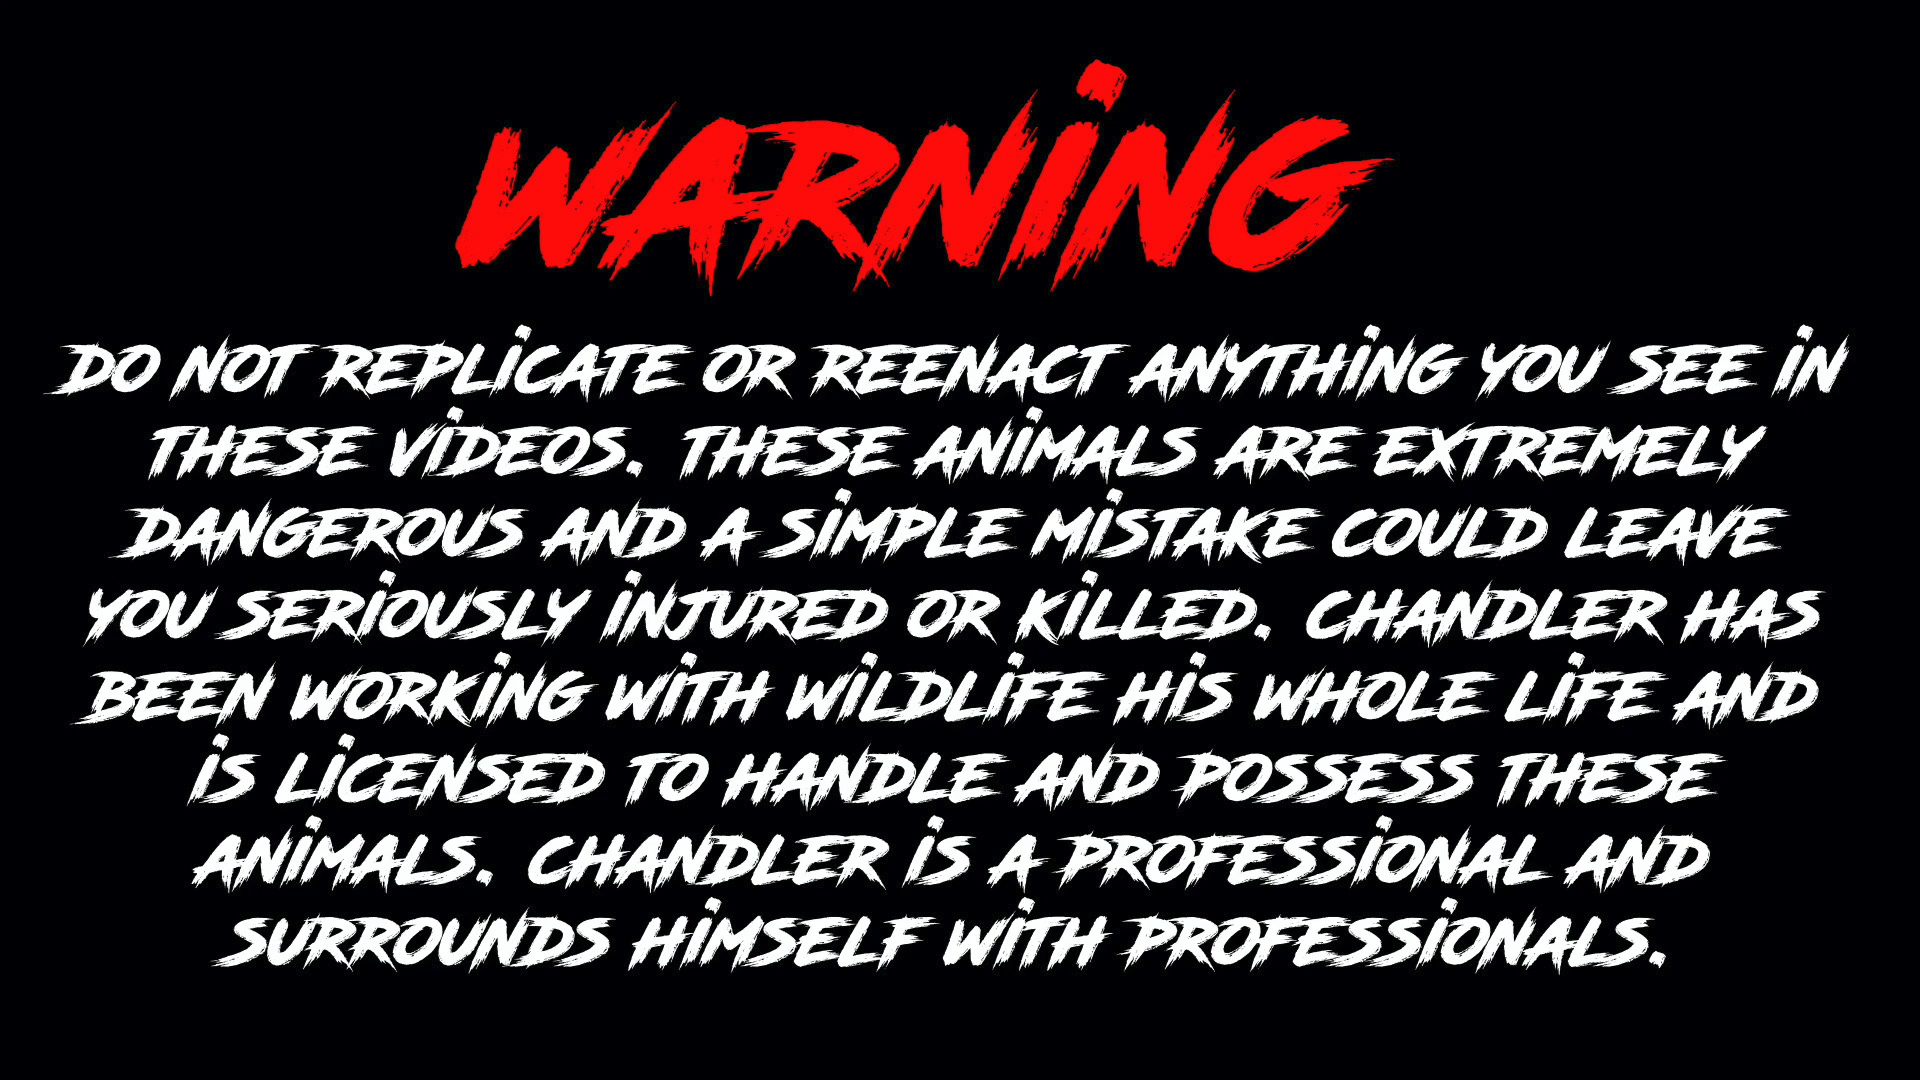 WARNING
DO NOT REPLICATE OR REENACT ANYTHING YOU SEE IN
THESE VIDEOS. THESE ANIMALS ARE EXTREMELY
DANGEROUS AND A SIMPLE MISTAKE COULD LEAVE
YOU SERIOUSLY INJURED OR KILLED. CHANDLER HAS
BEEN WORKING WITH WILDLIFE HIS WHOLE LIFE AND
IS LICENSED TO HANDLE AND POSSESS THESE
ANIMALS. CHANDLER IS A PROFESSIONAL AND
SURROUNDS HIMSELF WITH PROFESSIONALS.